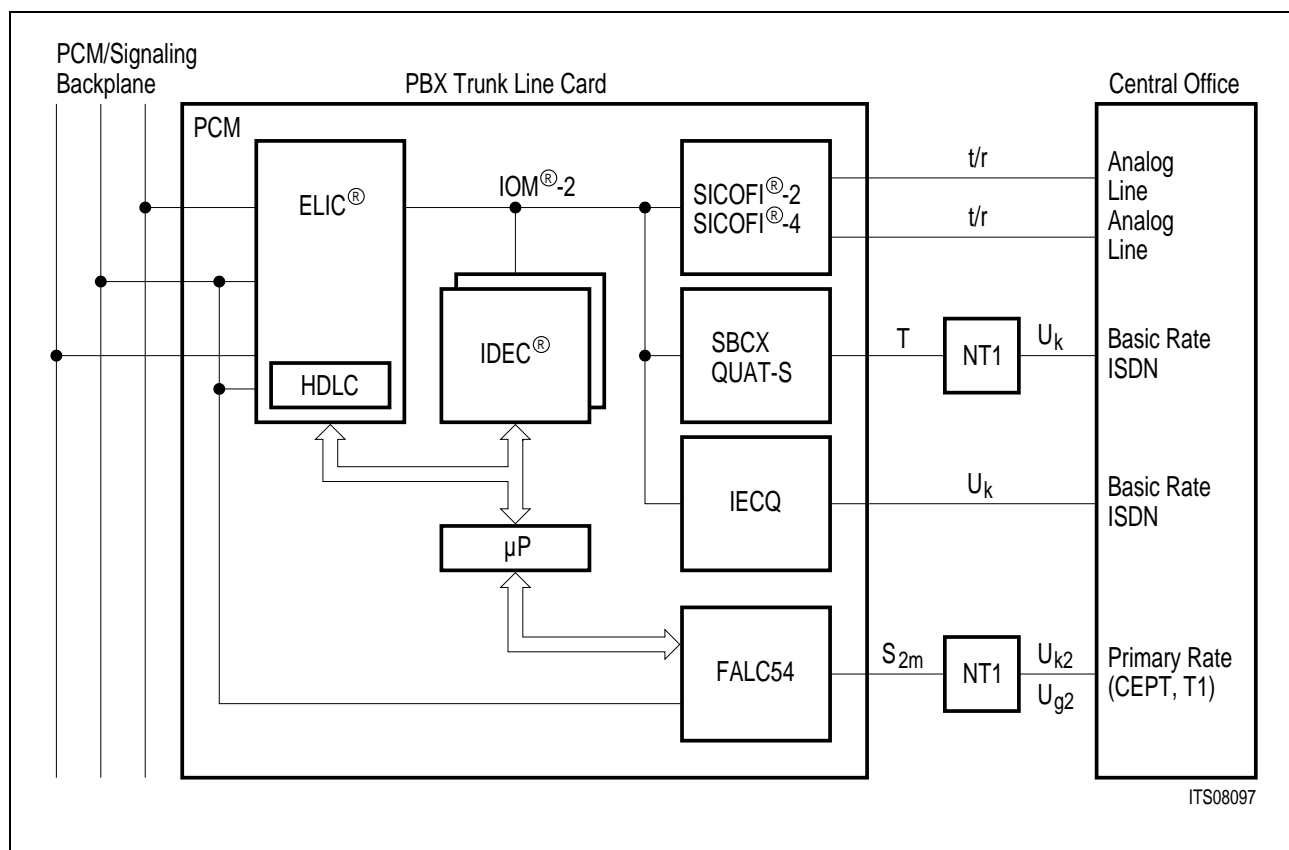 PCM/Signaling
Backplane
PBX Trunk Line Card
Central Office
PCM
ELIC®
HDLC
IOM®-2
IDEC®
µP
SICOFI®-2
SICOFI®-4
t/r
t/r
Analog
Line
Analog
Line
SBCX
QUAT-S
T
NT1
Uk
Basic Rate
ISDN
IECQ
Uk
Basic Rate
ISDN
FALC54
S2m
NT1
Uk2
Ug2
Primary Rate
(CEPT, T1)
ITS08097